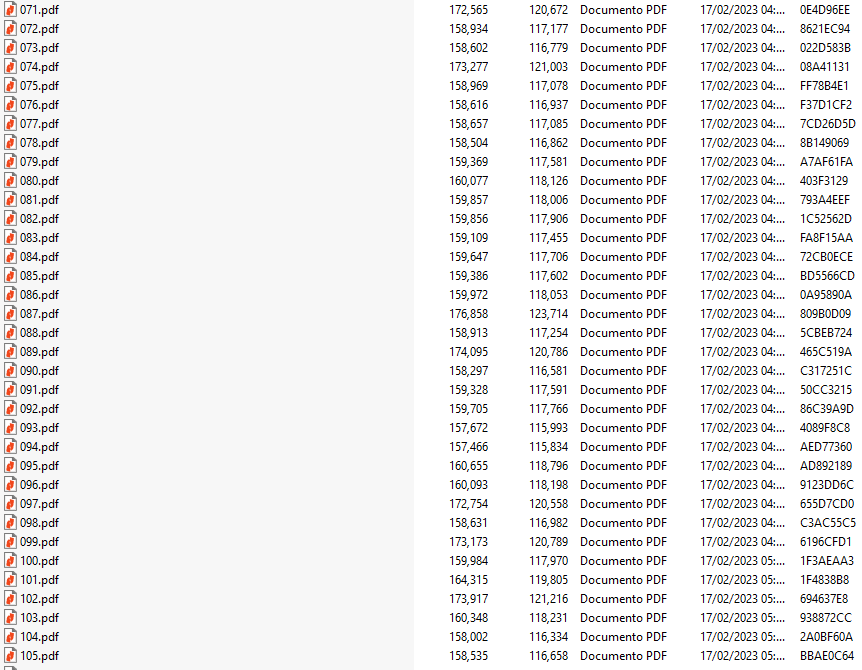 071.pdf 172,565 120,672 Documento PDF 17/02/2023 04:... 0E4D96EE
072.pdf 158,934 117,177 Documento PDF 17/02/2023 04:... 8621EC94
073.pdf 158,602 116,779 Documento PDF 17/02/2023 04:... 022D583B
074.pdf 173,277 121,003 Documento PDF 17/02/2023 04:... 08A41131
075.pdf 158,969 117,078 Documento PDF 17/02/2023 04:... FF78B4E1
076.pdf 158,616 116,937 Documento PDF 17/02/2023 04:... F37D1CF2
077.pdf 158,657 117,085 Documento PDF 17/02/2023 04:... 7CD26D5D
078.pdf 158,504 116,862 Documento PDF 17/02/2023 04:... 8B149069
079.pdf 159,369 117,581 Documento PDF 17/02/2023 04:... A7AF61FA
080.pdf 160,077 118,126 Documento PDF 17/02/2023 04:... 403F3129
081.pdf 159,857 118,006 Documento PDF 17/02/2023 04:... 793A4EEF
082.pdf 159,856 117,906 Documento PDF 17/02/2023 04:... 1C52562D
083.pdf 159,109 117,455 Documento PDF 17/02/2023 04:... FA8F15AA
084.pdf 159,647 117,706 Documento PDF 17/02/2023 04:... 72CB0ECE
085.pdf 159,386 117,602 Documento PDF 17/02/2023 04:... BD5566CD
086.pdf 159,972 118,053 Documento PDF 17/02/2023 04:... 0A95890A
087.pdf 176,858 123,714 Documento PDF 17/02/2023 04:... 809B0D09
088.pdf 158,913 117,254 Documento PDF 17/02/2023 04:... 5CBEB724
089.pdf 174,095 120,786 Documento PDF 17/02/2023 04:... 465C519A
090.pdf 158,297 116,581 Documento PDF 17/02/2023 04:... C317251C
091.pdf 159,328 117,591 Documento PDF 17/02/2023 04:... 50CC3215
092.pdf 159,705 117,766 Documento PDF 17/02/2023 04:... 86C39A9D
093.pdf 157,672 115,993 Documento PDF 17/02/2023 04:... 4089F8C8
094.pdf 157,466 115,834 Documento PDF 17/02/2023 04:... AED77360
095.pdf 160,655 118,796 Documento PDF 17/02/2023 04:... AD892189
096.pdf 160,093 118,198 Documento PDF 17/02/2023 04:... 9123DD6C
097.pdf 172,754 120,558 Documento PDF 17/02/2023 04:... 655D7CD0
098.pdf 158,631 116,982 Documento PDF 17/02/2023 04:... C3AC55C5
099.pdf 173,173 120,789 Documento PDF 17/02/2023 04:... 6196CFD1
100.pdf 159,984 117,970 Documento PDF 17/02/2023 05:... 1F3AEAA3
101.pdf 164,315 119,805 Documento PDF 17/02/2023 05:... 1F4838B8
102.pdf 173,917 121,216 Documento PDF 17/02/2023 05:... 694637E8
103.pdf 160,348 118,231 Documento PDF 17/02/2023 05:... 938872CC
104.pdf 158,002 116,334 Documento PDF 17/02/2023 05:... 2A0BF60A
105.pdf 158,535 116,658 Documento PDF 17/02/2023 05:... BBAE0C64